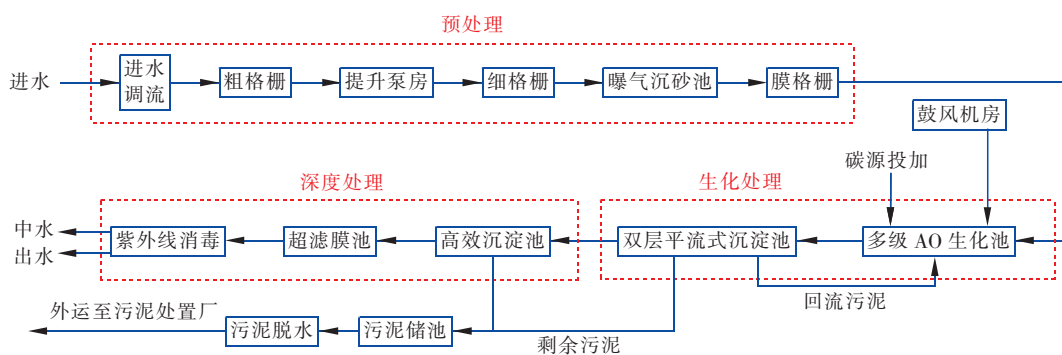 预处理
进水
进水
调流
粗格栅
提升泵房
细格栅
曝气沉砂池
膜格栅
鼓风机房
碳源投加
深度处理
生化处理
中水
出水
紫外线消毒
超滤膜池
高效沉淀池
双层平流式沉淀池
多级 AO 生化池
回流污泥
外运至污泥处置厂
污泥脱水
污泥储池
剩余污泥